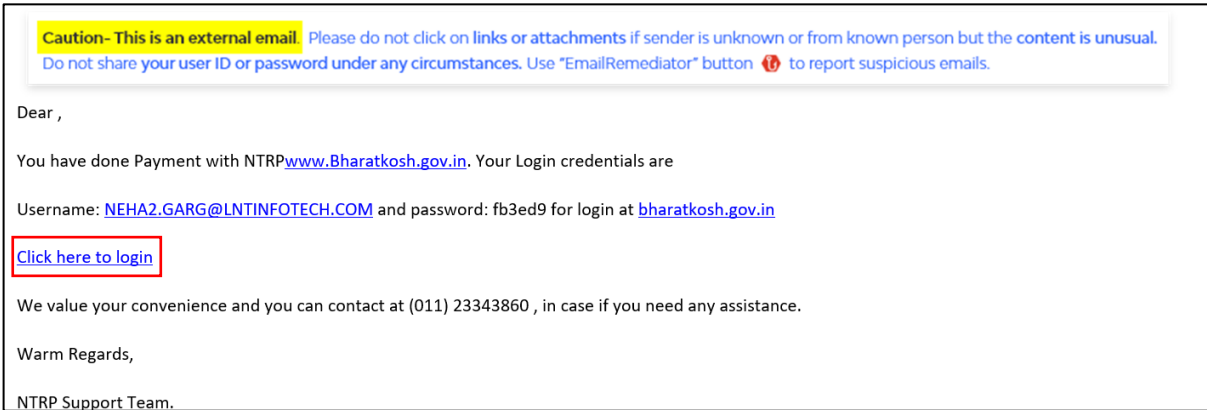 Caution- This is an external email. Please do not click on links or attachments if sender is unknown or from known person but the content is unusual.
Do not share your user ID or password under any circumstances. Use “EmailRemediator” button to report suspicious emails.
Dear ,
You have done Payment with NTRPwww.Bharatkosh.gov.in. Your Login credentials are
Username: NEHA2.GARG@LNTINFOTECH.COM and password: fb3ed9 for login at bharatkosh.gov.in
Click here to login
We value your convenience and you can contact at (011) 23343860 , in case if you need any assistance.
Warm Regards,
NTRP Support Team.